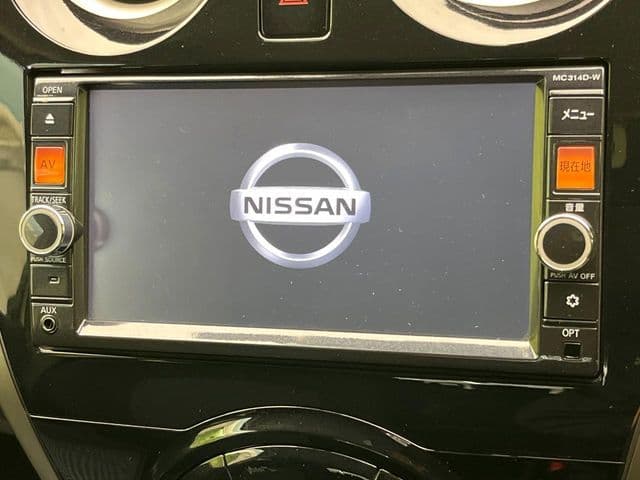 OPEN
MC314D-W
メニュー
AV
現在地
TRACK/SEEK
音量
NISSAN
PUSH SOURCE
PUSH AV OFF
AUX
OPT